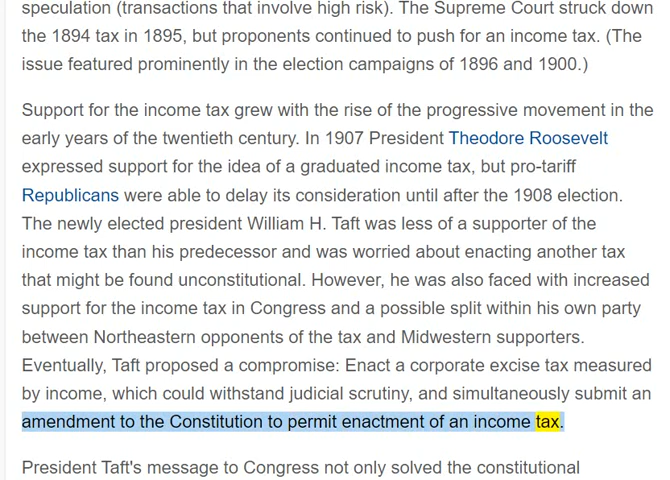 speculation (transactions that involve high risk). The Supreme Court struck down
the 1894 tax in 1895, but proponents continued to push for an income tax. (The
issue featured prominently in the election campaigns of 1896 and 1900.)
Support for the income tax grew with the rise of the progressive movement in the
early years of the twentieth century. In 1907 President Theodore Roosevelt
expressed support for the idea of a graduated income tax, but pro-tariff
Republicans were able to delay its consideration until after the 1908 election.
The newly elected president William H. Taft was less of a supporter of the
income tax than his predecessor and was worried about enacting another tax
that might be found unconstitutional. However, he was also faced with increased
support for the income tax in Congress and a possible split within his own party
between Northeastern opponents of the tax and Midwestern supporters.
Eventually, Taft proposed a compromise: Enact a corporate excise tax measured
by income, which could withstand judicial scrutiny, and simultaneously submit an
amendment to the Constitution to permit enactment of an income tax.
President Taft's message to Congress not only solved the constitutional